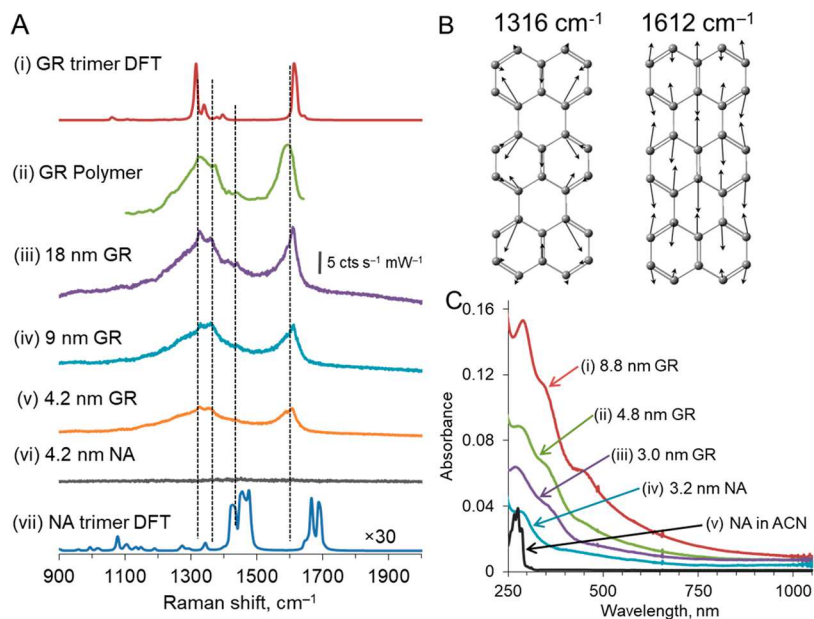 A
(i) GR trimer DFT
(ii) GR Polymer
(iii) 18 nm GR
5 cts s⁻¹ mW⁻¹
(iv) 9 nm GR
(v) 4.2 nm GR
(vi) 4.2 nm NA
(vii) NA trimer DFT
×30
900 1100 1300 1500 1700 1900
Raman shift, cm⁻¹
B
1316 cm⁻¹ 1612 cm⁻¹
C
0.16
0.12
0.08
0.04
0
Absorbance
(i) 8.8 nm GR
(ii) 4.8 nm GR
(iii) 3.0 nm GR
(iv) 3.2 nm NA
(v) NA in ACN
250 500 750 1000
Wavelength, nm